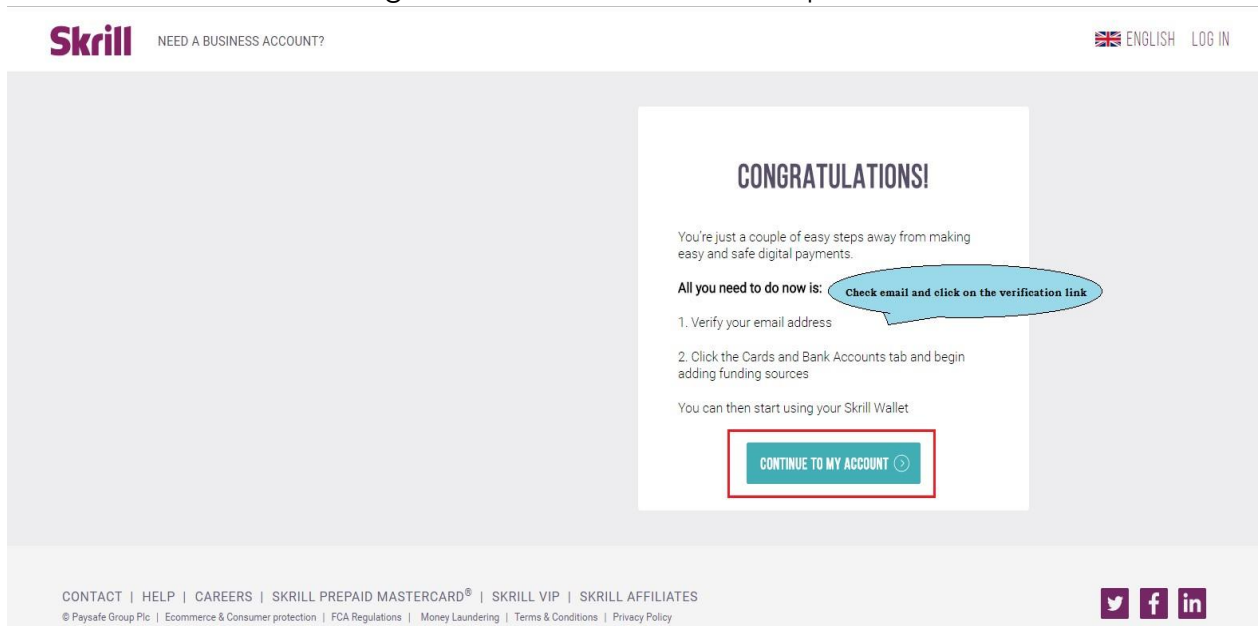 Skrill NEED A BUSINESS ACCOUNT? ENGLISH LOG IN
CONGRATULATIONS!
You're just a couple of easy steps away from making
easy and safe digital payments.
All you need to do now is:
Check email and click on the verification link
1. Verify your email address
2. Click the Cards and Bank Accounts tab and begin
adding funding sources
You can then start using your Skrill Wallet
CONTINUE TO MY ACCOUNT
CONTACT | HELP | CAREERS | SKRILL PREPAID MASTERCARD® | SKRILL VIP | SKRILL AFFILIATES
© Paysafe Group Plc | Ecommerce & Consumer protection | FCA Regulations | Money Laundering | Terms & Conditions | Privacy Policy